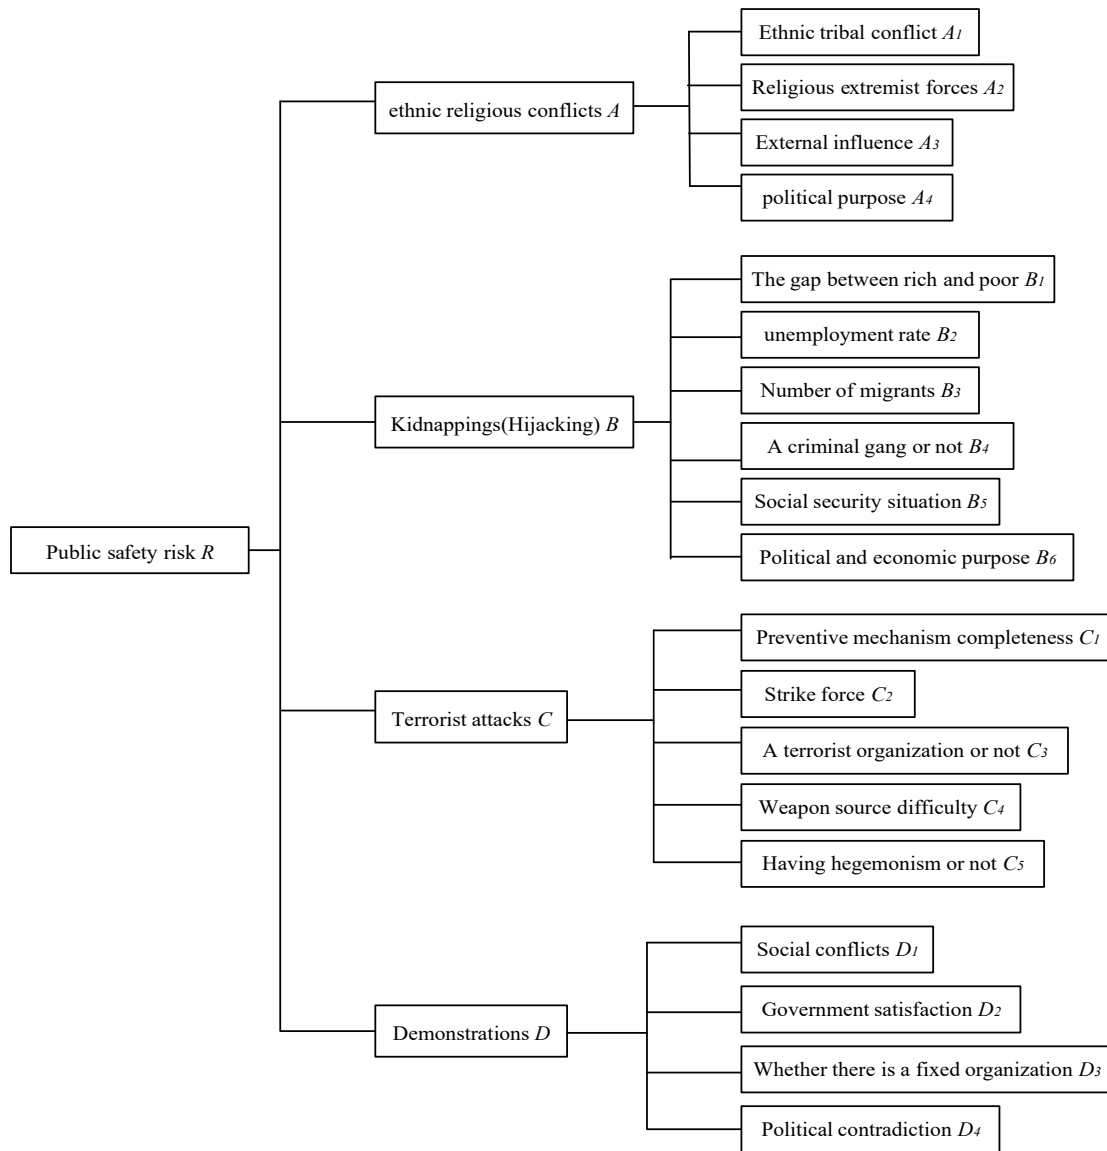 Ethnic tribal conflict A1
Religious extremist forces A2
ethnic religious conflicts A
External influence A3
political purpose A4
The gap between rich and poor B1
unemployment rate B2
Number of migrants B3
Kidnappings(Hijacking) B
A criminal gang or not B4
Social security situation B5
Public safety risk R
Political and economic purpose B6
Preventive mechanism completeness C1
Strike force C2
Terrorist attacks C
A terrorist organization or not C3
Weapon source difficulty C4
Having hegemonism or not C5
Social conflicts D1
Government satisfaction D2
Demonstrations D
Whether there is a fixed organization D3
Political contradiction D4